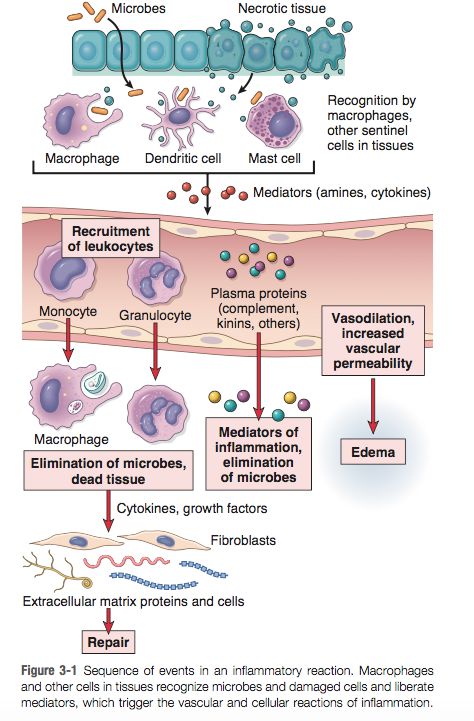 Microbes
Necrotic tissue
Recognition by
macrophages,
other sentinel
cells in tissues
Macrophage
Dendritic cell
Mast cell
Mediators (amines, cytokines)
Recruitment
of leukocytes
Monocyte
Granulocyte
Plasma proteins
(complement,
kinins, others)
Vasodilation,
increased
vascular
permeability
Macrophage
Elimination of microbes,
dead tissue
Mediators of
inflammation,
elimination
of microbes
Edema
Cytokines, growth factors
Fibroblasts
Extracellular matrix proteins and cells
Repair
Figure 3-1 Sequence of events in an inflammatory reaction. Macrophages
and other cells in tissues recognize microbes and damaged cells and liberate
mediators, which trigger the vascular and cellular reactions of inflammation.